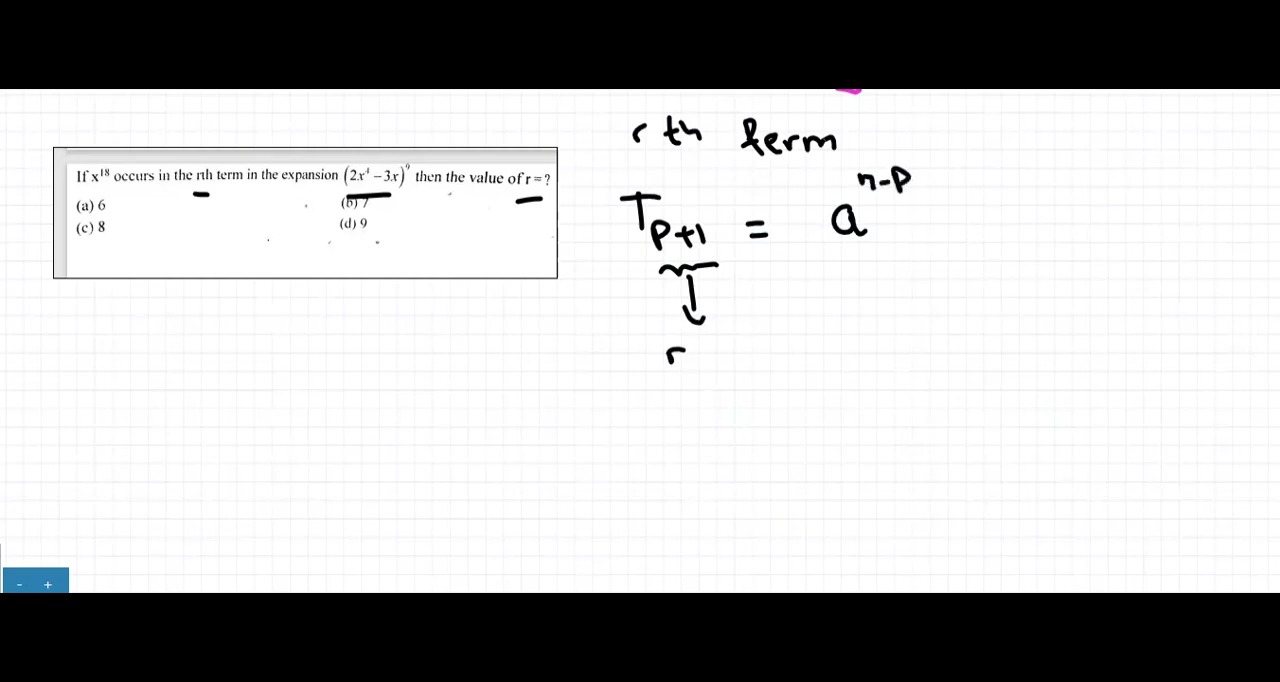 If x¹⁸ occurs in the rth term in the expansion (2x⁴ – 3x)⁹ then the value of r = ?
(a) 6 (b) 7
(c) 8 (d) 9
r th term
T_{p+1} = a^{n-p}
r
- +